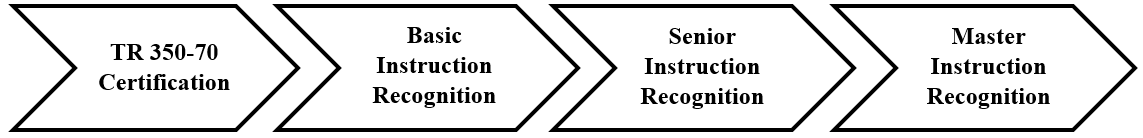 TR 350-70
Certification
Basic
Instruction
Recognition
Senior
Instruction
Recognition
Master
Instruction
Recognition